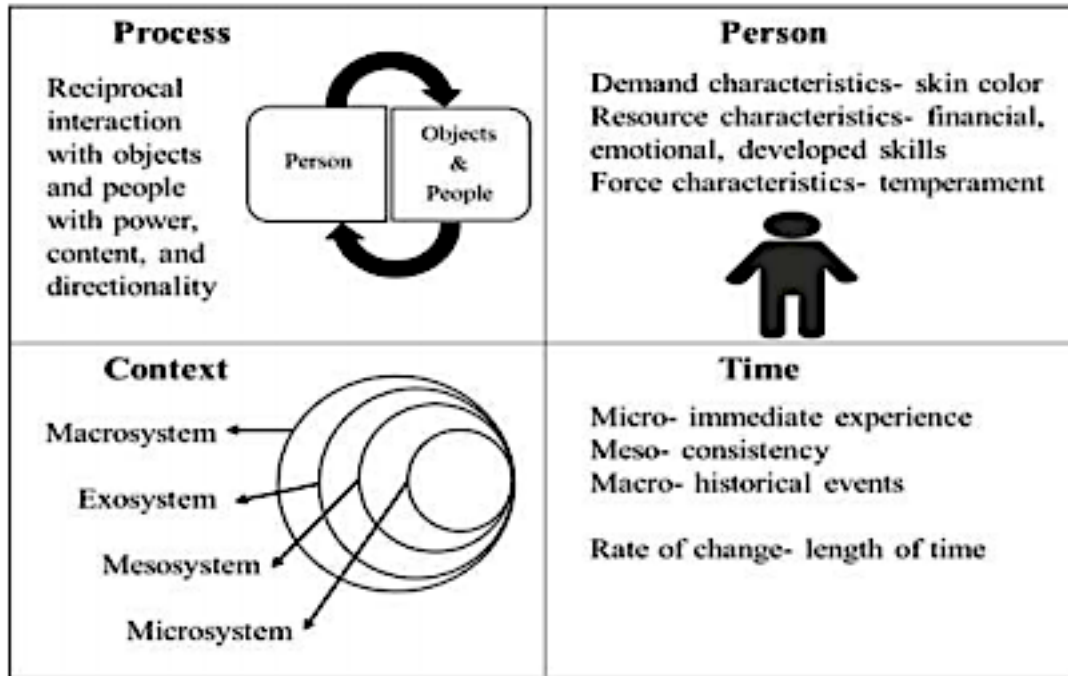 Process
Reciprocal
interaction
with objects
and people
with power,
content, and
directionality
Person
Objects
&
People
Person
Demand characteristics- skin color
Resource characteristics- financial,
emotional, developed skills
Force characteristics- temperament
Context
Macrosystem
Exosystem
Mesosystem
Microsystem
Time
Micro- immediate experience
Meso- consistency
Macro- historical events
Rate of change- length of time